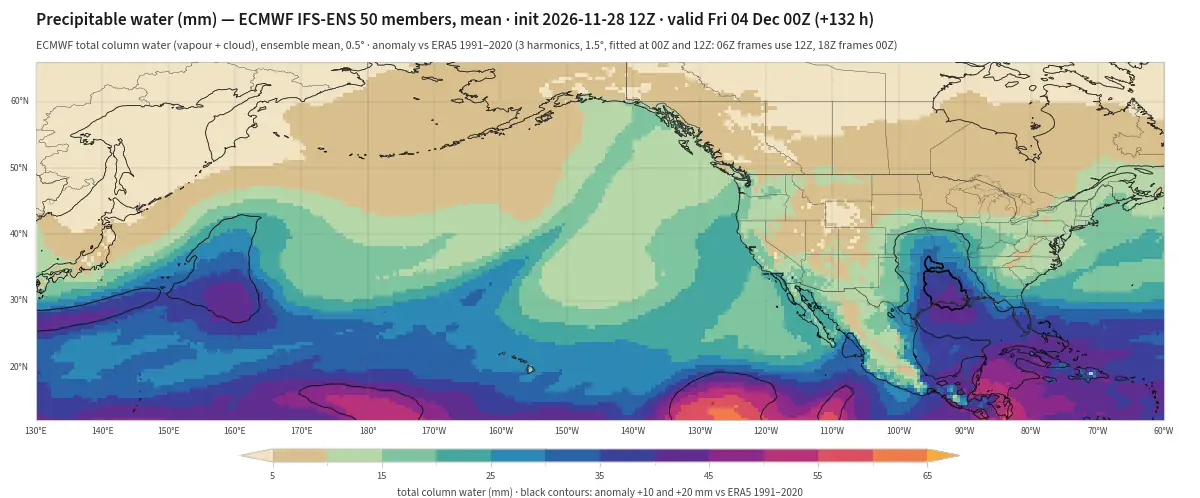 Precipitable water (mm) — ECMWF IFS-ENS 50 members, mean · init 2026-11-28 12Z · valid Fri 04 Dec 00Z (+132 h)
ECMWF total column water (vapour + cloud), ensemble mean, 0.5° · anomaly vs ERA5 1991–2020 (3 harmonics, 1.5°, fitted at 00Z and 12Z: 06Z frames use 12Z, 18Z frames 00Z)
60°N
50°N
40°N
30°N
20°N
130°E 140°E 150°E 160°E 170°E 180° 170°W 160°W 150°W 140°W 130°W 120°W 110°W 100°W 90°W 80°W 70°W 60°W
5 15 25 35 45 55 65
total column water (mm) · black contours: anomaly +10 and +20 mm vs ERA5 1991–2020